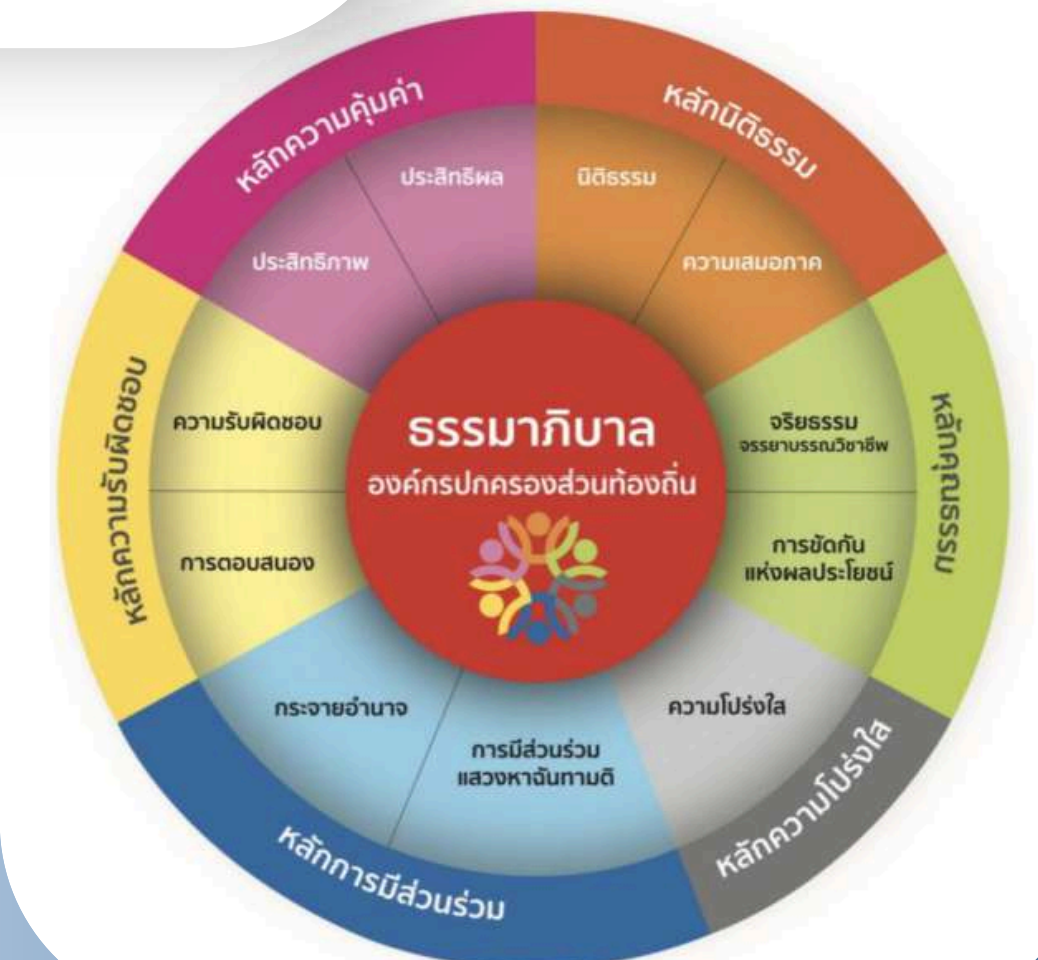 ธรรมาภิบาล
องค์กรปกครองส่วนท้องถิ่น
หลักนิติธรรม
นิติธรรม
ความเสมอภาค
หลักคุณธรรม
จริยธรรม
จรรยาบรรณวิชาชีพ
การขัดกัน
แห่งผลประโยชน์
หลักความโปร่งใส
ความโปร่งใส
หลักการมีส่วนร่วม
การมีส่วนร่วม
แสวงหาฉันทามติ
กระจายอำนาจ
หลักความรับผิดชอบ
การตอบสนอง
ความรับผิดชอบ
หลักความคุ้มค่า
ประสิทธิภาพ
ประสิทธิผล